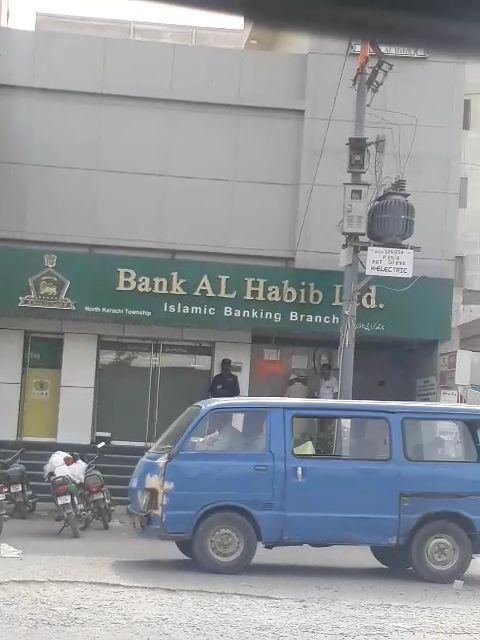 Bank AL Habib Ltd.
North Karachi Township
Islamic Banking Branch
K-ELECTRIC